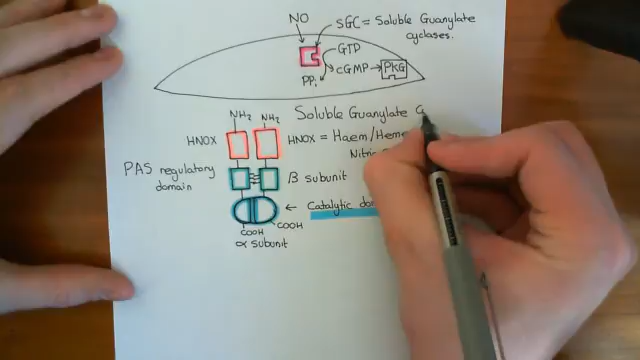 NO
sGC = Soluble Guanylate cyclases.
GTP
cGMP → PKG
PPi
NH2 NH2
Soluble Guanylate
HNOX
HNOX = Haem/Heme
PAS regulatory domain
β subunit
← Catalytic
COOH
COOH
α subunit